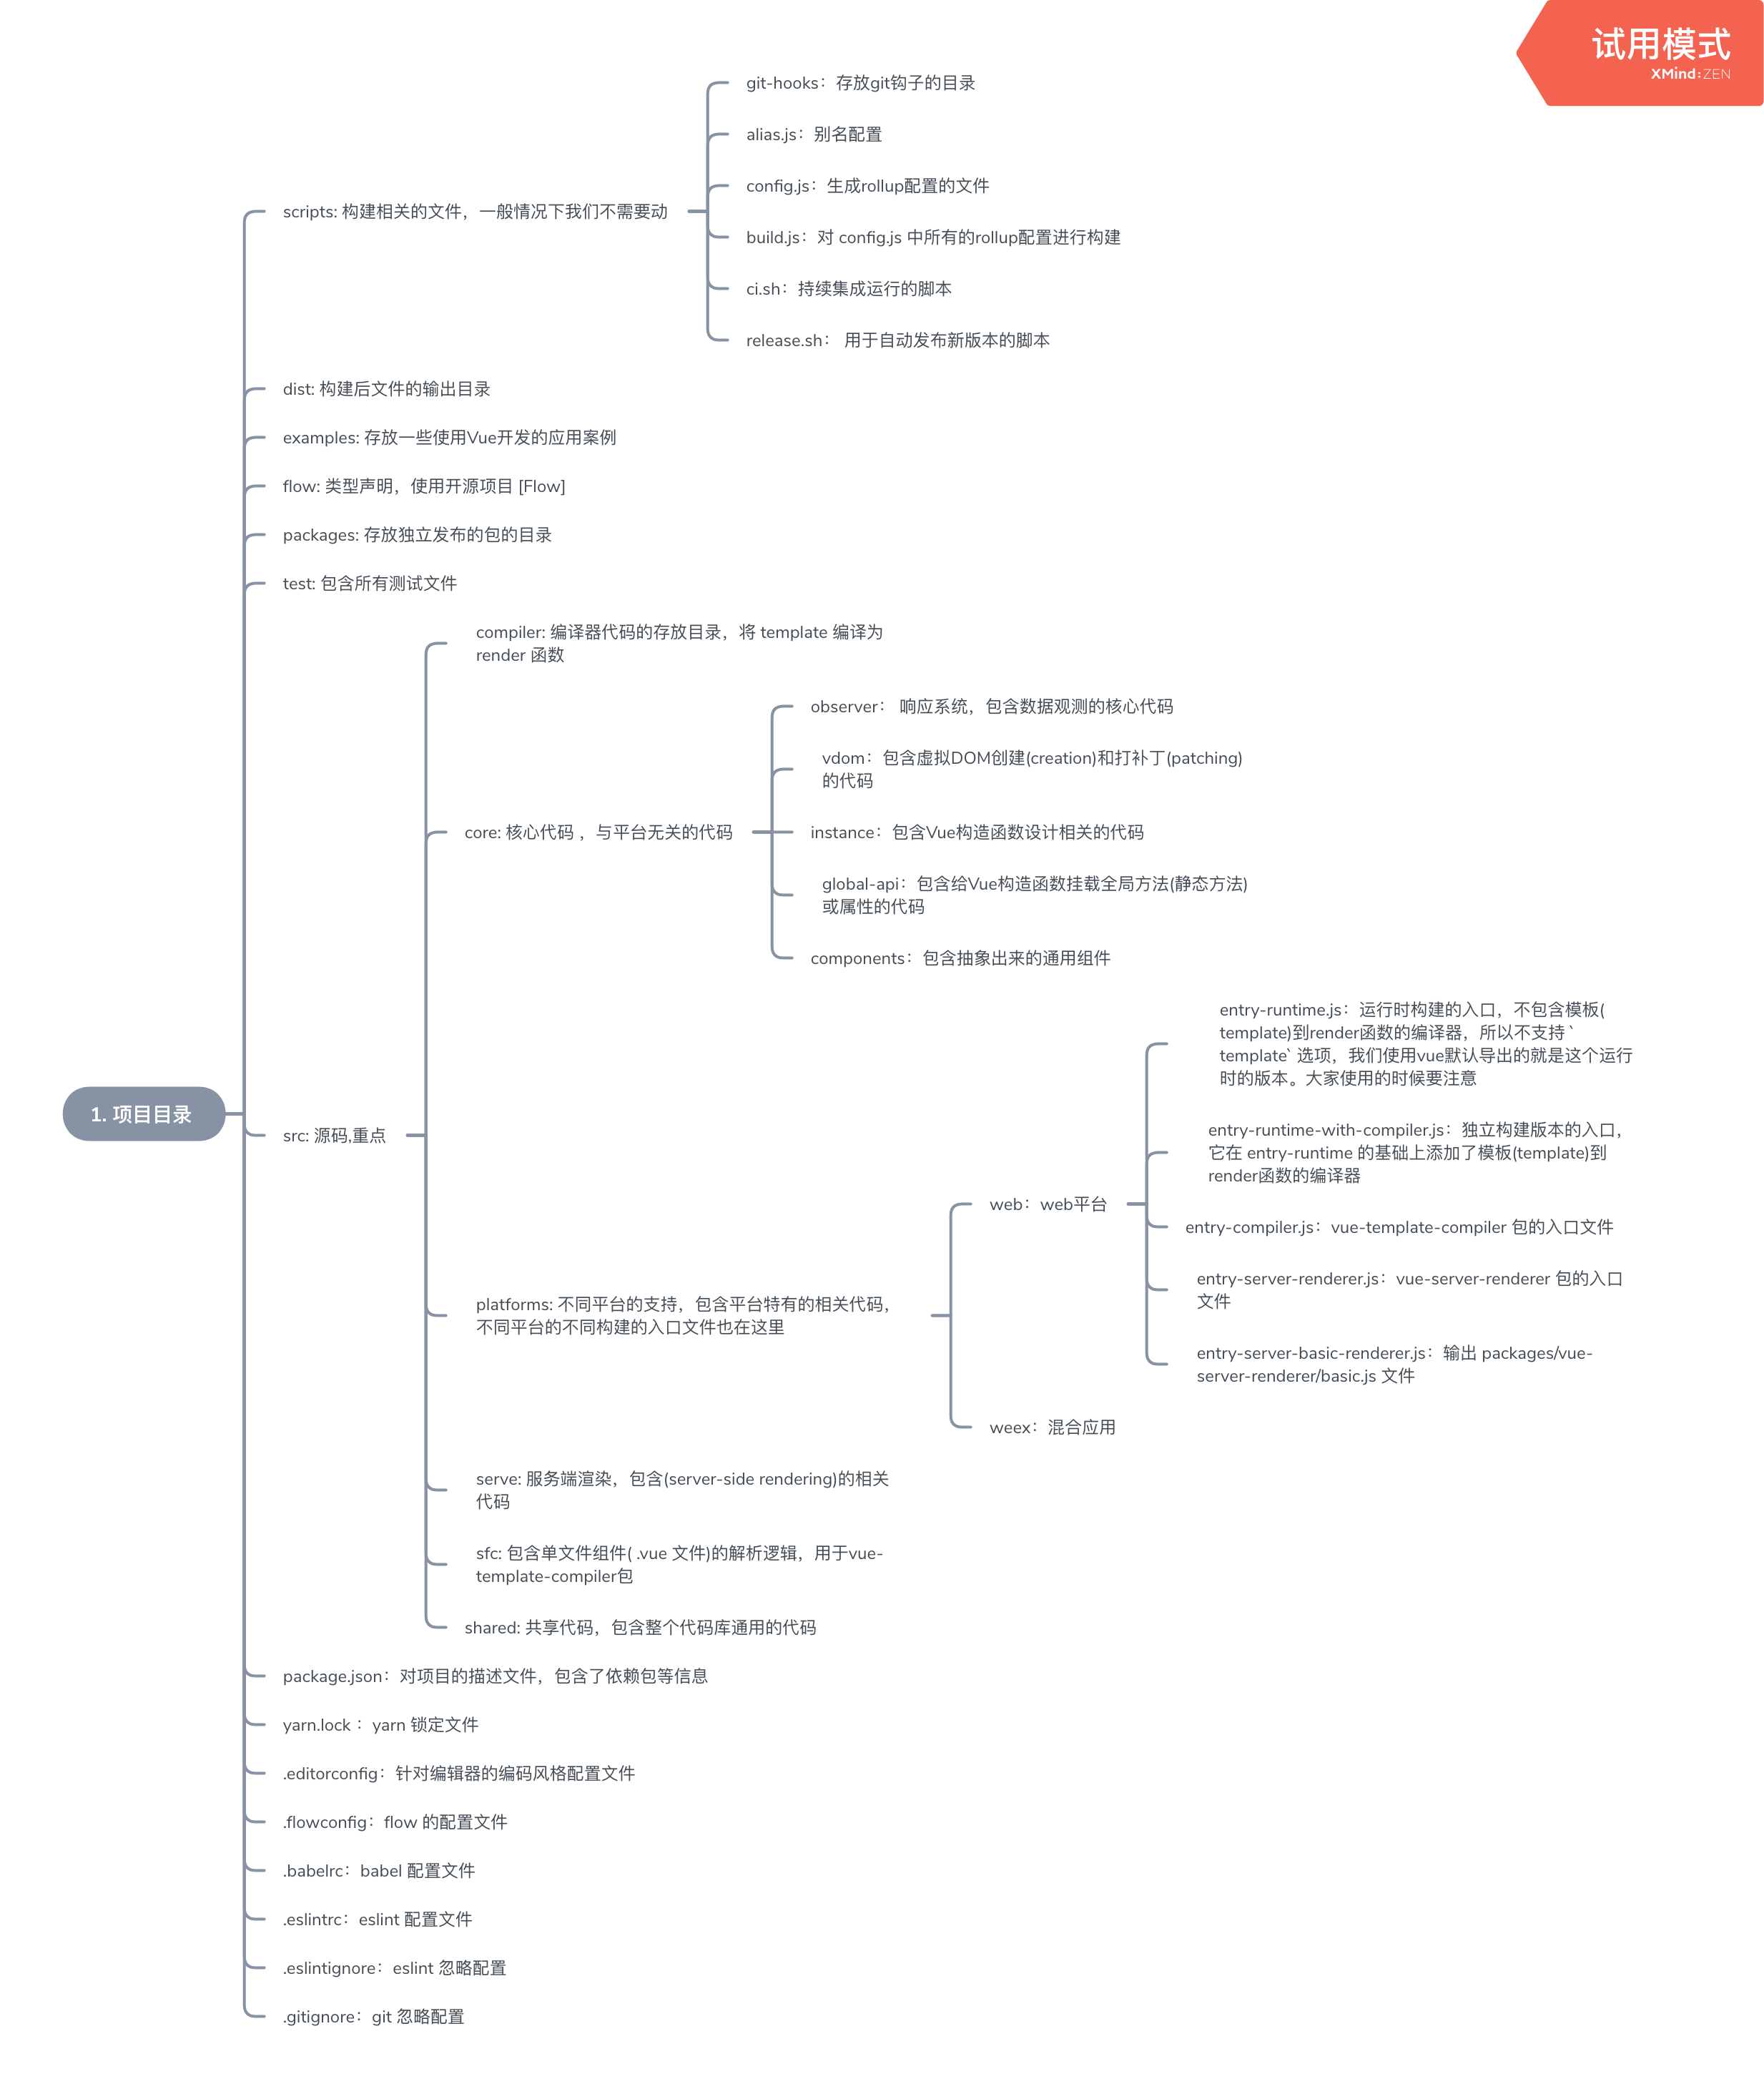 试用模式
XMind:ZEN
git-hooks：存放git钩子的目录
alias.js：别名配置
config.js：生成rollup配置的文件
scripts: 构建相关的文件，一般情况下我们不需要动
build.js：对 config.js 中所有的rollup配置进行构建
ci.sh：持续集成运行的脚本
release.sh： 用于自动发布新版本的脚本
dist: 构建后文件的输出目录
examples: 存放一些使用Vue开发的应用案例
flow: 类型声明，使用开源项目 [Flow]
packages: 存放独立发布的包的目录
test: 包含所有测试文件
compiler: 编译器代码的存放目录，将 template 编译为
render 函数
observer： 响应系统，包含数据观测的核心代码
vdom：包含虚拟DOM创建(creation)和打补丁(patching)
的代码
core: 核心代码 ，与平台无关的代码
instance：包含Vue构造函数设计相关的代码
global-api：包含给Vue构造函数挂载全局方法(静态方法)
或属性的代码
components：包含抽象出来的通用组件
entry-runtime.js：运行时构建的入口，不包含模板(
template)到render函数的编译器，所以不支持 `
template` 选项，我们使用vue默认导出的就是这个运行
时的版本。大家使用的时候要注意
1. 项目目录
src: 源码,重点
entry-runtime-with-compiler.js：独立构建版本的入口，
它在 entry-runtime 的基础上添加了模板(template)到
render函数的编译器
web：web平台
entry-compiler.js：vue-template-compiler 包的入口文件
entry-server-renderer.js：vue-server-renderer 包的入口
文件
platforms: 不同平台的支持，包含平台特有的相关代码，
不同平台的不同构建的入口文件也在这里
entry-server-basic-renderer.js：输出 packages/vue-
server-renderer/basic.js 文件
weex：混合应用
serve: 服务端渲染，包含(server-side rendering)的相关
代码
sfc: 包含单文件组件( .vue 文件)的解析逻辑，用于vue-
template-compiler包
shared: 共享代码，包含整个代码库通用的代码
package.json：对项目的描述文件，包含了依赖包等信息
yarn.lock ：yarn 锁定文件
.editorconfig：针对编辑器的编码风格配置文件
.flowconfig：flow 的配置文件
.babelrc：babel 配置文件
.eslintrc：eslint 配置文件
.eslintignore：eslint 忽略配置
.gitignore：git 忽略配置